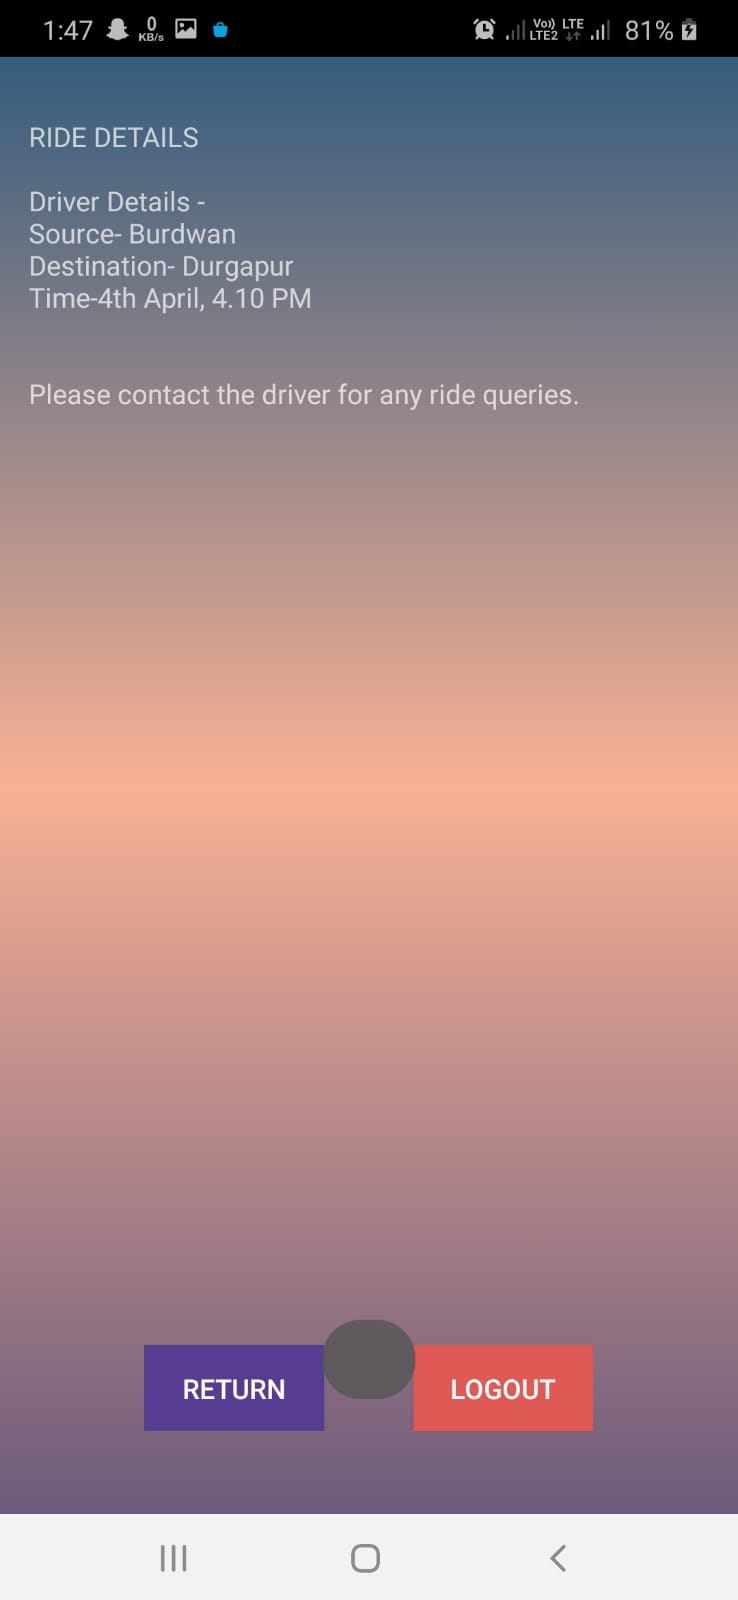 1:47 0 KB/s Vo)) LTE LTE2 81%
RIDE DETAILS
Driver Details -
Source- Burdwan
Destination- Durgapur
Time-4th April, 4.10 PM
Please contact the driver for any ride queries.
RETURN LOGOUT